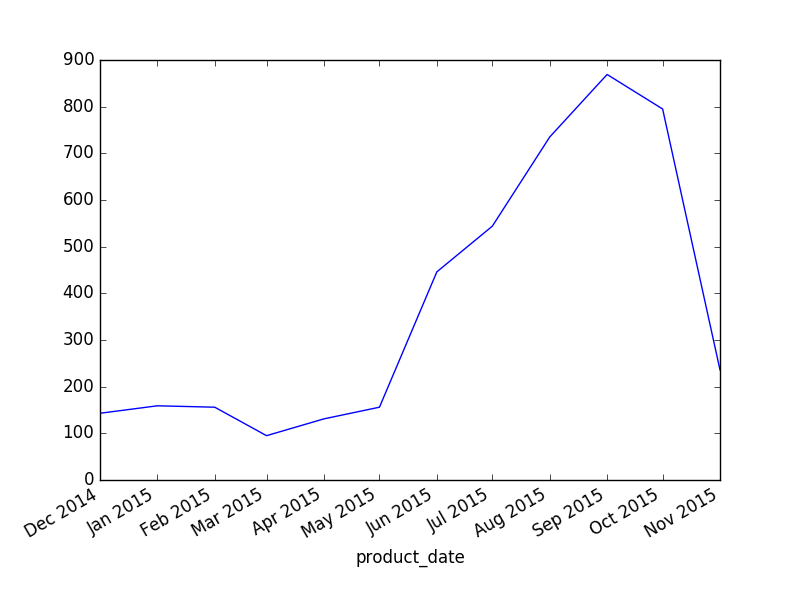 900
800
700
600
500
400
300
200
100
0
Dec 2014
Jan 2015
Feb 2015
Mar 2015
Apr 2015
May 2015
Jun 2015
Jul 2015
Aug 2015
Sep 2015
Oct 2015
Nov 2015
product_date